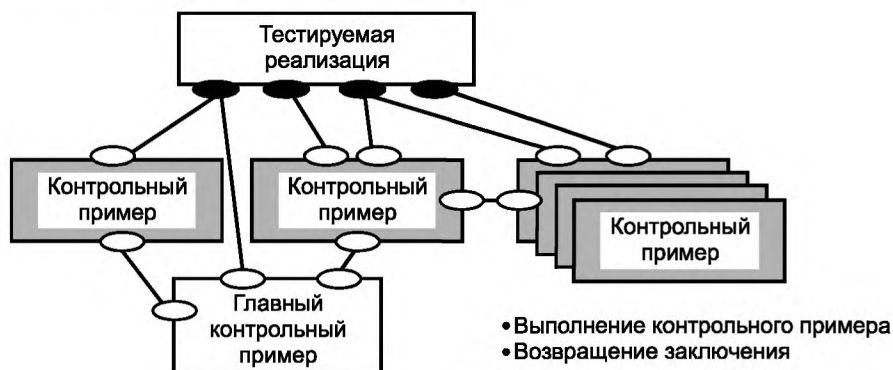 Тестируемая
реализация
Контрольный
пример
Контрольный
пример
Контрольный
пример
Главный
контрольный
пример
• Выполнение контрольного примера
• Возвращение заключения